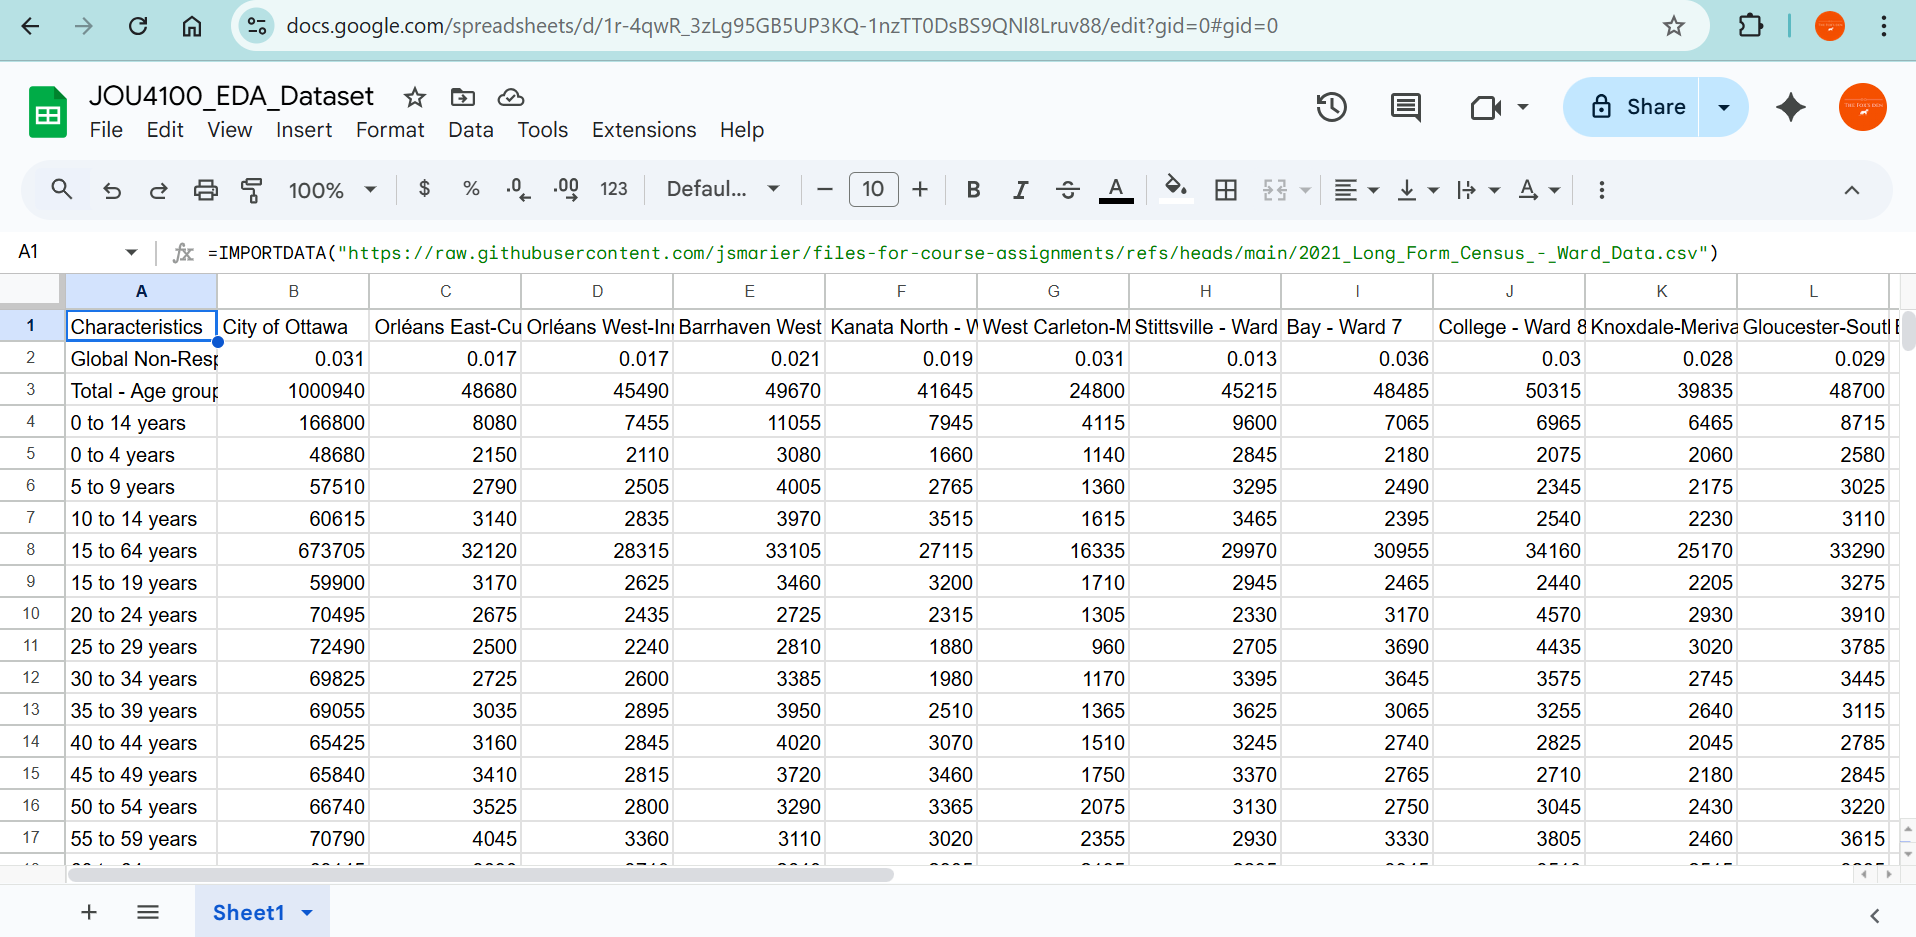 docs.google.com/spreadsheets/d/1r-4qwR_3zLg95GB5UP3KQ-1nzTT0DsBS9QNl8Lruv88/edit?gid=0#gid=0
JOU4100_EDA_Dataset
File Edit View Insert Format Data Tools Extensions Help
Share
100% $ % .0 .00 123 Defaul... 10 B I S A
A1 fx =IMPORTDATA("https://raw.githubusercontent.com/jsmarier/files-for-course-assignments/refs/heads/main/2021_Long_Form_Census_-_Ward_Data.csv")
A B C D E F G H I J K L
1 Characteristics City of Ottawa Orléans East-Cu Orléans West-Inn Barrhaven West Kanata North - W West Carleton-M Stittsville - Ward Bay - Ward 7 College - Ward 8 Knoxdale-Meriva Gloucester-Sout
2 Global Non-Resp 0.031 0.017 0.017 0.021 0.019 0.031 0.013 0.036 0.03 0.028 0.029
3 Total - Age group 1000940 48680 45490 49670 41645 24800 45215 48485 50315 39835 48700
4 0 to 14 years 166800 8080 7455 11055 7945 4115 9600 7065 6965 6465 8715
5 0 to 4 years 48680 2150 2110 3080 1660 1140 2845 2180 2075 2060 2580
6 5 to 9 years 57510 2790 2505 4005 2765 1360 3295 2490 2345 2175 3025
7 10 to 14 years 60615 3140 2835 3970 3515 1615 3465 2395 2540 2230 3110
8 15 to 64 years 673705 32120 28315 33105 27115 16335 29970 30955 34160 25170 33290
9 15 to 19 years 59900 3170 2625 3460 3200 1710 2945 2465 2440 2205 3275
10 20 to 24 years 70495 2675 2435 2725 2315 1305 2330 3170 4570 2930 3910
11 25 to 29 years 72490 2500 2240 2810 1880 960 2705 3690 4435 3020 3785
12 30 to 34 years 69825 2725 2600 3385 1980 1170 3395 3645 3575 2745 3445
13 35 to 39 years 69055 3035 2895 3950 2510 1365 3625 3065 3255 2640 3115
14 40 to 44 years 65425 3160 2845 4020 3070 1510 3245 2740 2825 2045 2785
15 45 to 49 years 65840 3410 2815 3720 3460 1750 3370 2765 2710 2180 2845
16 50 to 54 years 66740 3525 2800 3290 3365 2075 3130 2750 3045 2430 3220
17 55 to 59 years 70790 4045 3360 3110 3020 2355 2930 3330 3805 2460 3615
Sheet1